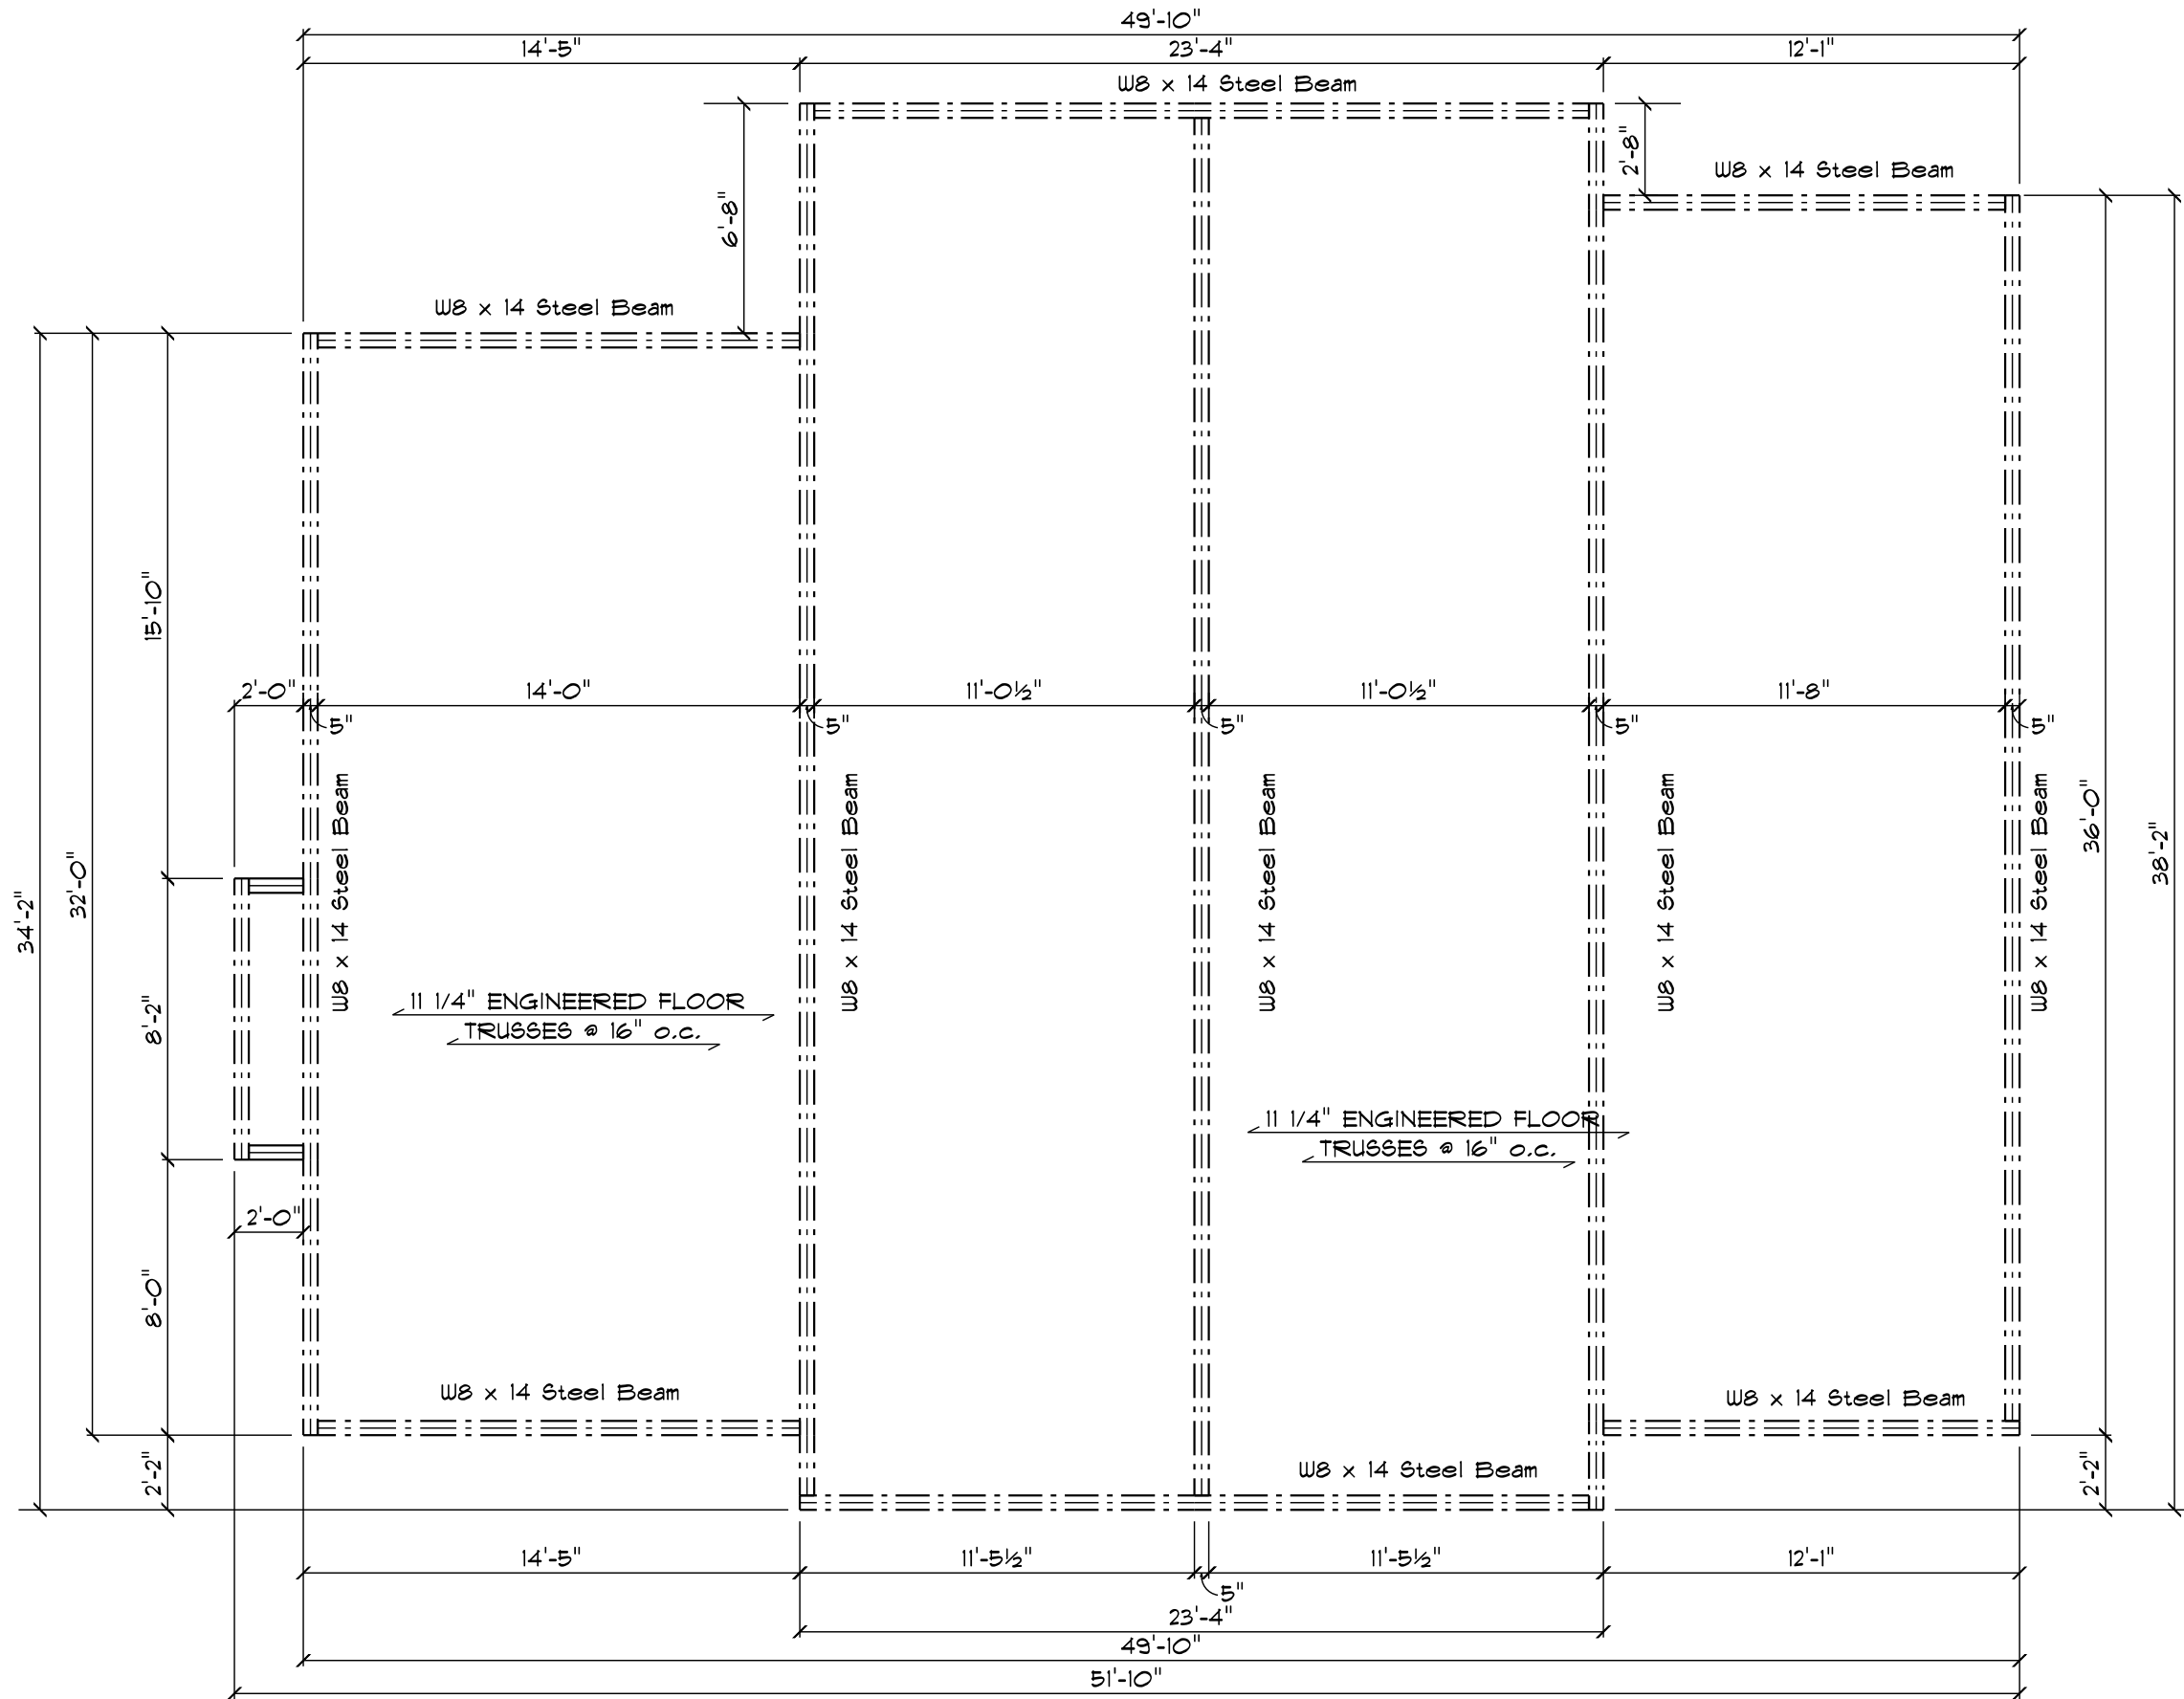 49'-10"
14'-5"
23'-4"
12'-1"
W8 x 14 Steel Beam
2'-8"
W8 x 14 Steel Beam
6'-8"
W8 x 14 Steel Beam
15'-10"
2'-0"
14'-0"
11'-0½"
11'-0½"
11'-8"
5"
5"
5"
5"
5"
W8 x 14 Steel Beam
W8 x 14 Steel Beam
W8 x 14 Steel Beam
W8 x 14 Steel Beam
W8 x 14 Steel Beam
36'-0"
38'-2"
34'-2"
32'-0"
8'-2"
11 1/4" ENGINEERED FLOOR
TRUSSES @ 16" o.c.
11 1/4" ENGINEERED FLOOR
TRUSSES @ 16" o.c.
2'-0"
8'-0"
W8 x 14 Steel Beam
W8 x 14 Steel Beam
2'-2"
W8 x 14 Steel Beam
2'-2"
14'-5"
11'-5½"
11'-5½"
12'-1"
5"
23'-4"
49'-10"
51'-10"